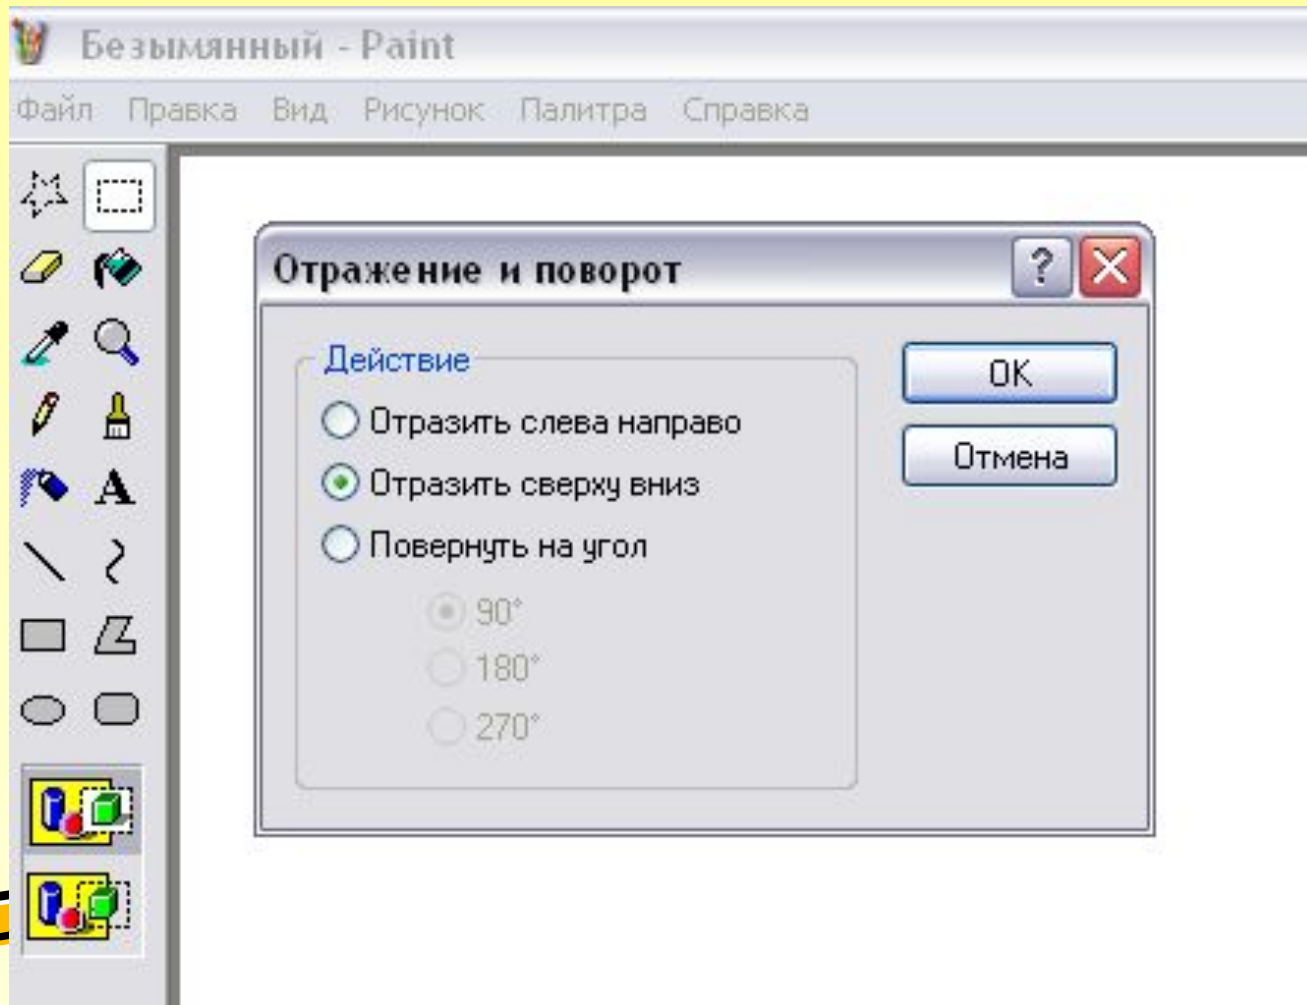 Безымянный - Paint
Файл Правка Вид Рисунок Палитра Справка
Отражение и поворот
?
Действие
Отразить слева направо
Отразить сверху вниз
Повернуть на угол
90°
180°
270°
OK
Отмена
A